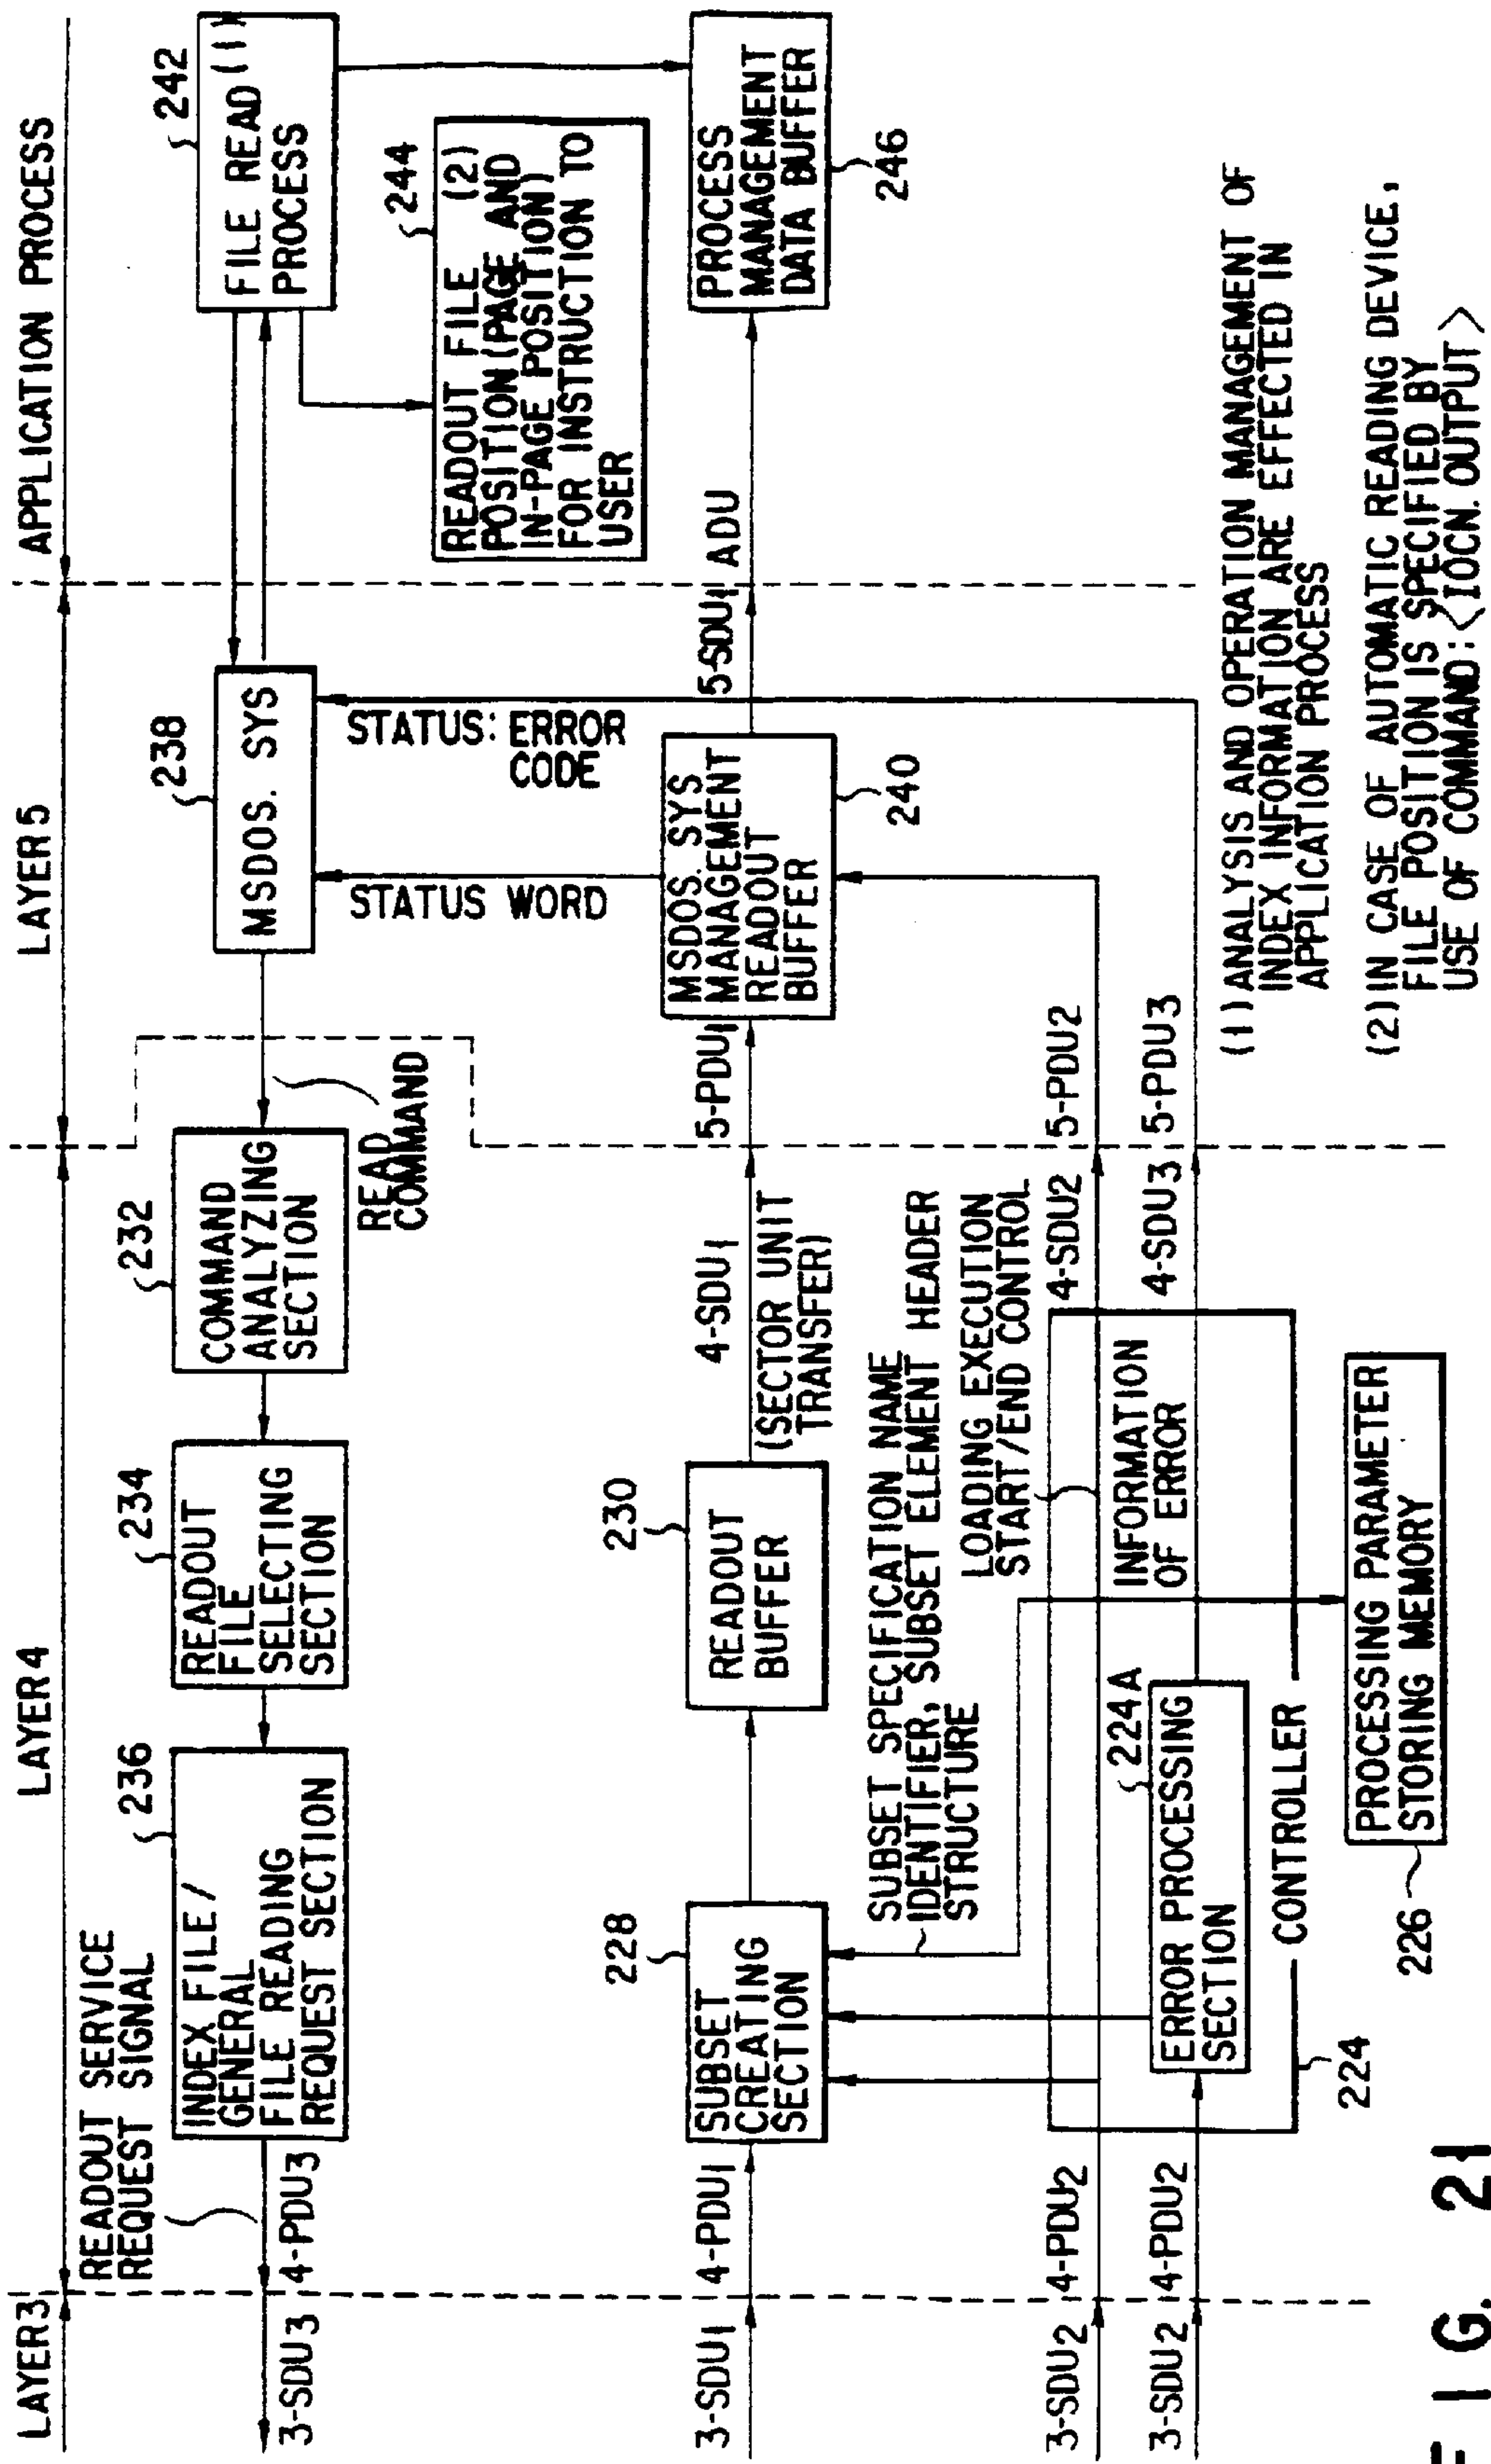 LAYER3
LAYER4
LAYER5
APPLICATION PROCESS
READOUT SERVICE
REQUEST SIGNAL
236
INDEX FILE /
GENERAL
FILE READING
REQUEST SECTION
234
READOUT
FILE
SELECTING
SECTION
232
COMMAND
ANALYZING
SECTION
READ
COMMAND
238
MSDOS. SYS
242
FILE READ (1)
PROCESS
244
READOUT FILE (2)
POSITION (PAGE AND
IN-PAGE POSITION)
FOR INSTRUCTION TO
USER
3-SDU3
4-PDU3
STATUS WORD
STATUS: ERROR
CODE
3-SDU1
4-PDU1
228
SUBSET
CREATING
SECTION
230
READOUT
BUFFER
4-SDU1
(SECTOR UNIT
TRANSFER)
5-PDU1
MSDOS. SYS
MANAGEMENT
READOUT
BUFFER
240
5-SDU1
ADU
PROCESS
MANAGEMENT
DATA BUFFER
246
SUBSET SPECIFICATION NAME
IDENTIFIER, SUBSET ELEMENT HEADER
STRUCTURE
LOADING EXECUTION
START/END CONTROL
3-SDU2
4-PDU2
4-SDU2
5-PDU2
INFORMATION
OF ERROR
3-SDU2
4-PDU2
224A
ERROR PROCESSING
SECTION
4-SDU3
5-PDU3
224
CONTROLLER
226
PROCESSING PARAMETER
STORING MEMORY
(1) ANALYSIS AND OPERATION MANAGEMENT OF
INDEX INFORMATION ARE EFFECTED IN
APPLICATION PROCESS
(2) IN CASE OF AUTOMATIC READING DEVICE,
FILE POSITION IS SPECIFIED BY
USE OF COMMAND:<IOCN. OUTPUT>
FIG. 21